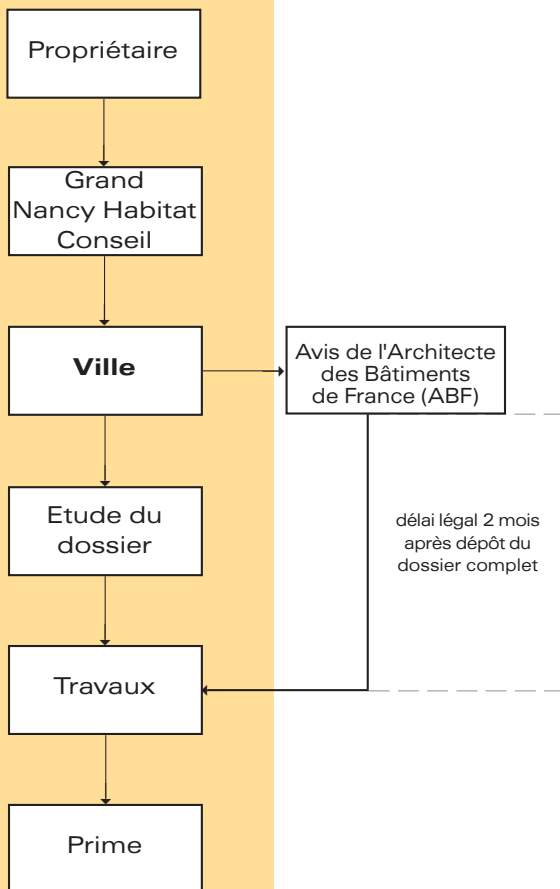 Propriétaire
Grand
Nancy Habitat
Conseil
Ville
Avis de l'Architecte
des Bâtiments
de France (ABF)
Etude du
dossier
délai légal 2 mois
après dépôt du
dossier complet
Travaux
Prime